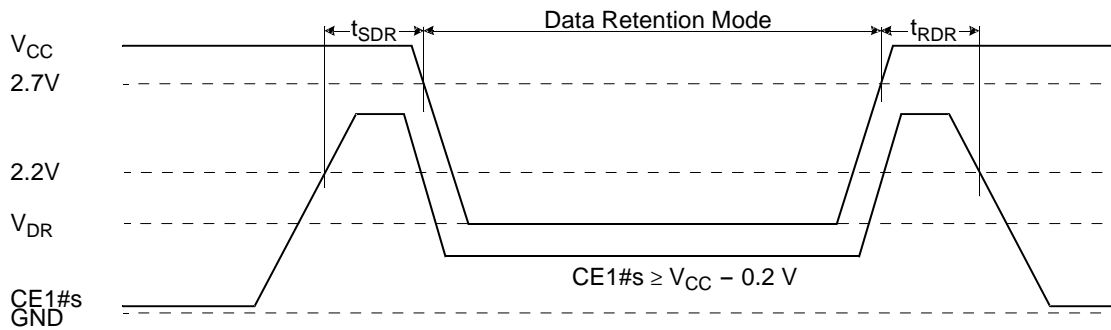 Data Retention Mode
tSDR
tRDR
VCC
2.7V
2.2V
VDR
CE1#s ≥ VCC − 0.2 V
CE1#s
GND